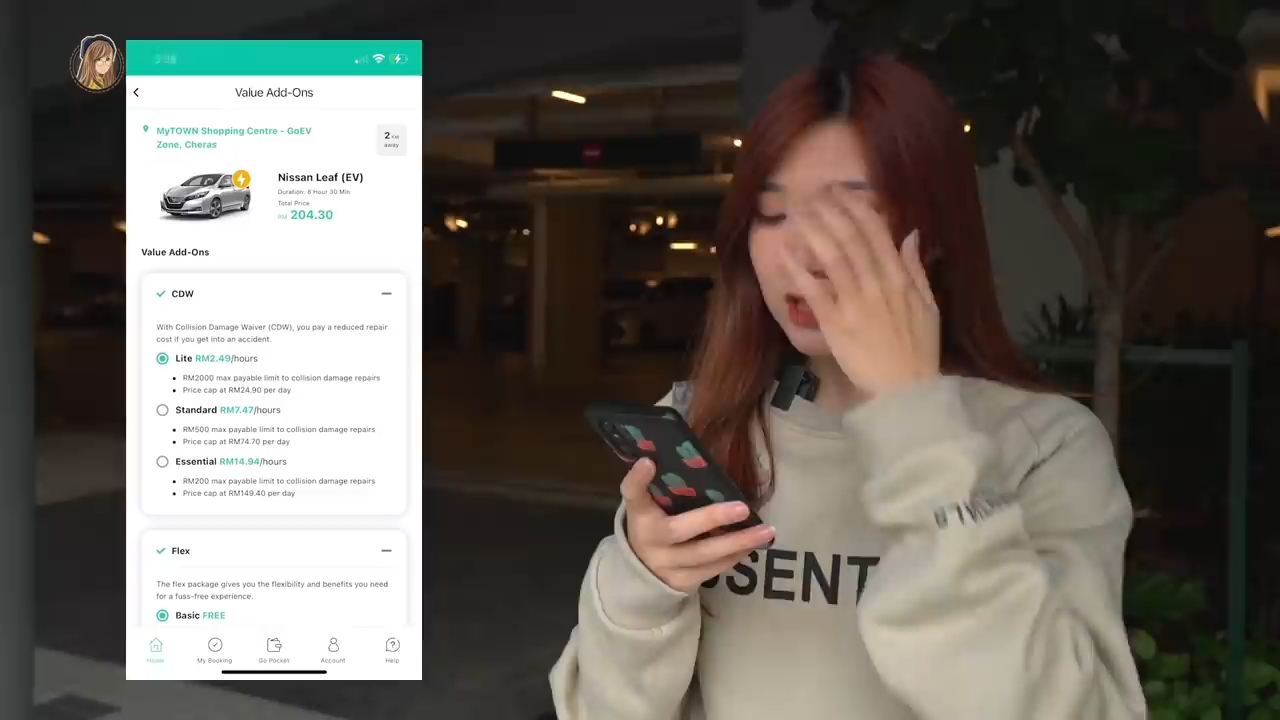 Value Add-Ons
MyTOWN Shopping Centre - GoEV
Zone, Cheras
2 KM
away
Nissan Leaf (EV)
Duration: 8 Hour 30 Min
Total Price
RM 204.30
Value Add-Ons
CDW
With Collision Damage Waiver (CDW), you pay a reduced repair
cost if you get into an accident.
Lite RM2.49/hours
RM2000 max payable limit to collision damage repairs
Price cap at RM24.90 per day
Standard RM7.47/hours
RM500 max payable limit to collision damage repairs
Price cap at RM74.70 per day
Essential RM14.94/hours
RM200 max payable limit to collision damage repairs
Price cap at RM149.40 per day
Flex
The flex package gives you the flexibility and benefits you need
for a fuss-free experience.
Basic FREE
Home
My Booking
Go Pocket
Account
Help
SSENT